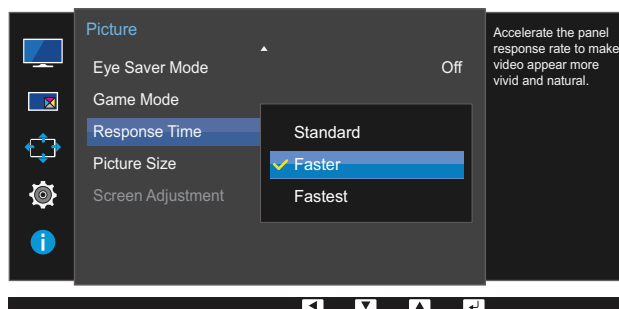 Picture
Eye Saver Mode Off
Game Mode
Response Time
Picture Size
Screen Adjustment
Standard
Faster
Fastest
Accelerate the panel
response rate to make
video appear more
vivid and natural.